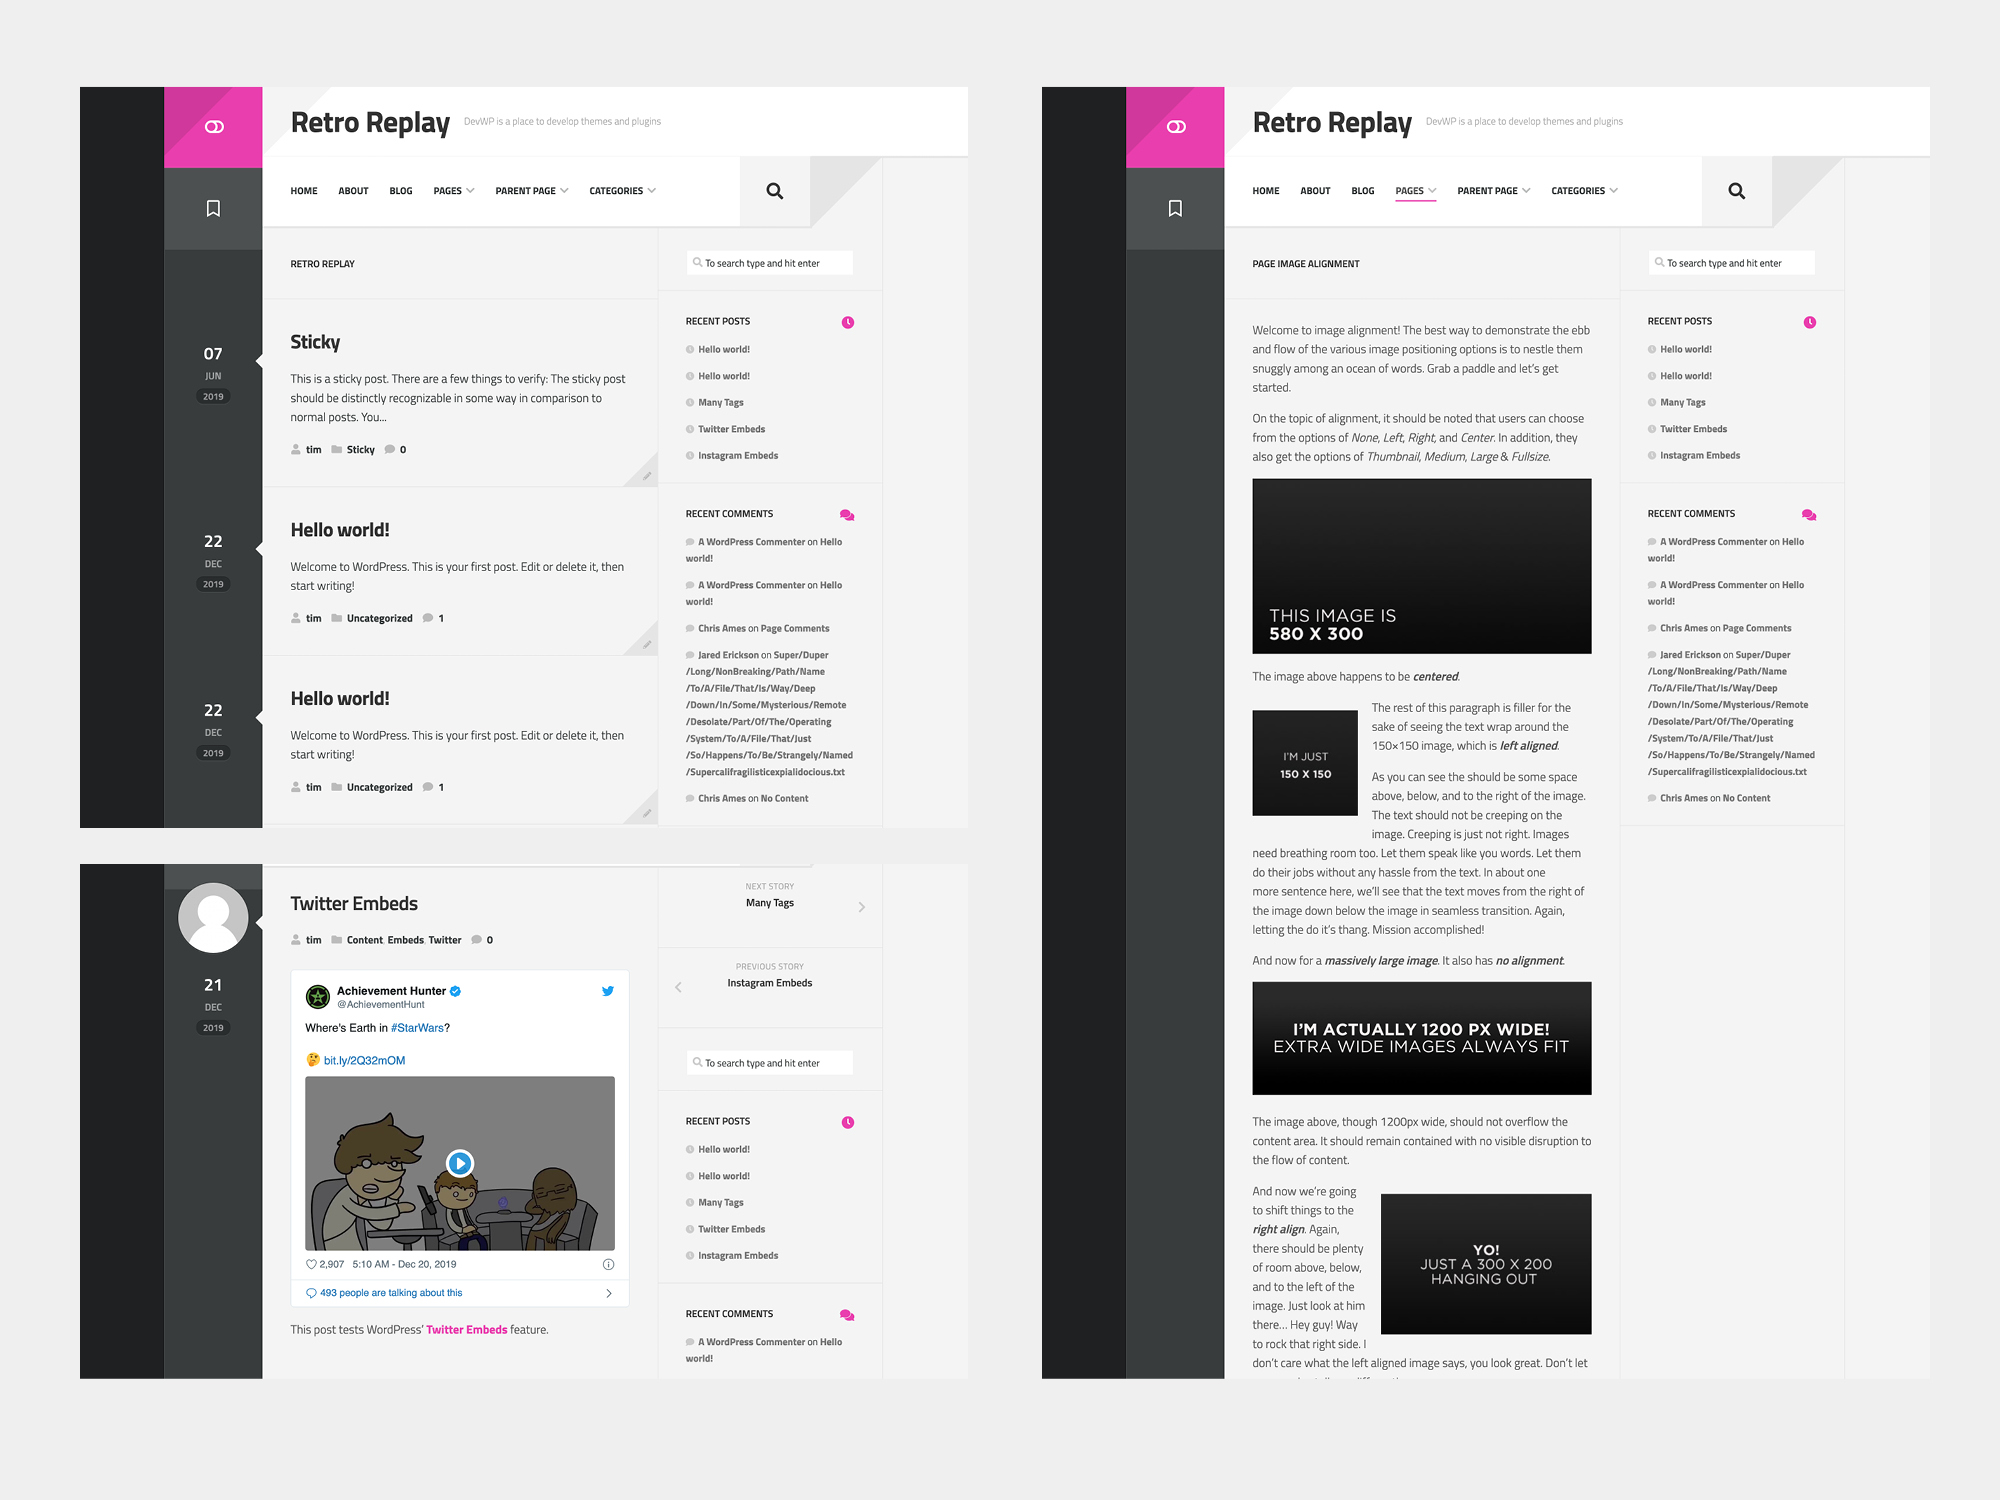 Retro Replay
DevWP is a place to develop themes and plugins
HOME ABOUT BLOG PAGES PARENT PAGE CATEGORIES
RETRO REPLAY
07
JUN
2019
Sticky
This is a sticky post. There are a few things to verify: The sticky post
should be distinctly recognizable in some way in comparison to
normal posts. You...
tim Sticky 0
22
DEC
2019
Hello world!
Welcome to WordPress. This is your first post. Edit or delete it, then
start writing!
tim Uncategorized 1
22
DEC
2019
Hello world!
Welcome to WordPress. This is your first post. Edit or delete it, then
start writing!
tim Uncategorized 1
To search type and hit enter
RECENT POSTS
Hello world!
Hello world!
Many Tags
Twitter Embeds
Instagram Embeds
RECENT COMMENTS
A WordPress Commenter on Hello
world!
A WordPress Commenter on Hello
world!
Chris Ames on Page Comments
Jared Erickson on Super/Duper
/Long/NonBreaking/Path/Name
/To/A/File/That/Is/Way/Deep
/Down/In/Some/Mysterious/Remote
/Desolate/Part/Of/The/Operating
/System/To/A/File/That/Just
/So/Happens/To/Be/Strangely/Named
/Supercalifragilisticexpialidocious.txt
Chris Ames on No Content
21
DEC
2019
Twitter Embeds
tim Content Embeds Twitter 0
Achievement Hunter
@AchievementHunt
Where's Earth in #StarWars?
bit.ly/2Q32mOM
2,907 5:10 AM - Dec 20, 2019
493 people are talking about this
This post tests WordPress' Twitter Embeds feature.
NEXT STORY
Many Tags
PREVIOUS STORY
Instagram Embeds
To search type and hit enter
RECENT POSTS
Hello world!
Hello world!
Many Tags
Twitter Embeds
Instagram Embeds
RECENT COMMENTS
A WordPress Commenter on Hello
world!
Retro Replay
DevWP is a place to develop themes and plugins
HOME ABOUT BLOG PAGES PARENT PAGE CATEGORIES
PAGE IMAGE ALIGNMENT
Welcome to image alignment! The best way to demonstrate the ebb
and flow of the various image positioning options is to nestle them
snuggly among an ocean of words. Grab a paddle and let's get
started.
On the topic of alignment, it should be noted that users can choose
from the options of None, Left, Right, and Center. In addition, they
also get the options of Thumbnail, Medium, Large & Fullsize.
THIS IMAGE IS
580 X 300
The image above happens to be centered.
I'M JUST
150 X 150
The rest of this paragraph is filler for the
sake of seeing the text wrap around the
150×150 image, which is left aligned.
As you can see the should be some space
above, below, and to the right of the image.
The text should not be creeping on the
image. Creeping is just not right. Images
need breathing room too. Let them speak like you words. Let them
do their jobs without any hassle from the text. In about one
more sentence here, we'll see that the text moves from the right of
the image down below the image in seamless transition. Again,
letting the do it's thang. Mission accomplished!
And now for a massively large image. It also has no alignment.
I'M ACTUALLY 1200 PX WIDE!
EXTRA WIDE IMAGES ALWAYS FIT
The image above, though 1200px wide, should not overflow the
content area. It should remain contained with no visible disruption to
the flow of content.
And now we're going
to shift things to the
right align. Again,
there should be plenty
of room above, below,
and to the left of the
image. Just look at him
there... Hey guy! Way
to rock that right side. I
don't care what the left aligned image says, you look great. Don't let
YO!
JUST A 300 X 200
HANGING OUT
To search type and hit enter
RECENT POSTS
Hello world!
Hello world!
Many Tags
Twitter Embeds
Instagram Embeds
RECENT COMMENTS
A WordPress Commenter on Hello
world!
A WordPress Commenter on Hello
world!
Chris Ames on Page Comments
Jared Erickson on Super/Duper
/Long/NonBreaking/Path/Name
/To/A/File/That/Is/Way/Deep
/Down/In/Some/Mysterious/Remote
/Desolate/Part/Of/The/Operating
/System/To/A/File/That/Just
/So/Happens/To/Be/Strangely/Named
/Supercalifragilisticexpialidocious.txt
Chris Ames on No Content